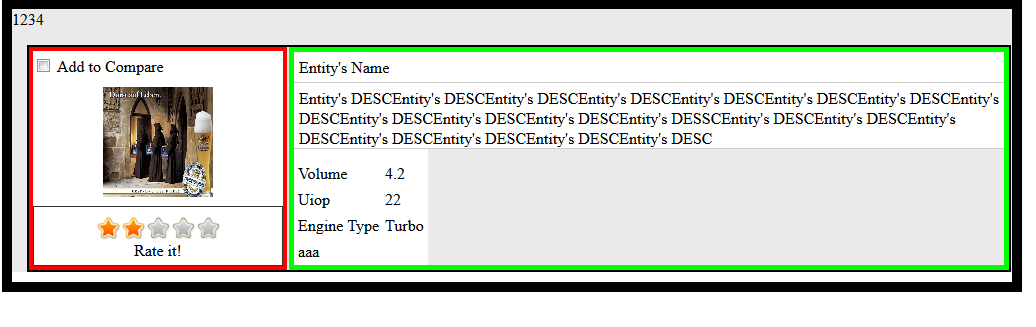 1234
Add to Compare
Entity's Name
Entity's DESCEntity's DESCEntity's DESCEntity's DESCEntity's DESCEntity's DESCEntity's DESCEntity's
DESCEntity's DESCEntity's DESCEntity's DESCEntity's DESSCEntity's DESCEntity's DESCEntity's
DESCEntity's DESCEntity's DESCEntity's DESCEntity's DESC
Volume 4.2
Uiop 22
Engine Type Turbo
aaa
Rate it!